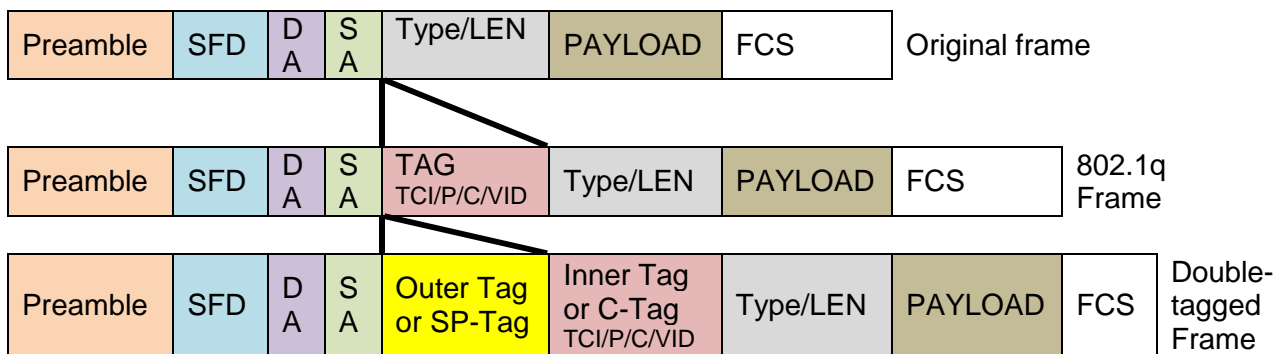 Preamble SFD D A S A Type/LEN PAYLOAD FCS Original frame
Preamble SFD D A S A TAG TCI/P/C/VID Type/LEN PAYLOAD FCS 802.1q Frame
Preamble SFD D A S A Outer Tag or SP-Tag Inner Tag or C-Tag TCI/P/C/VID Type/LEN PAYLOAD FCS Double-tagged Frame